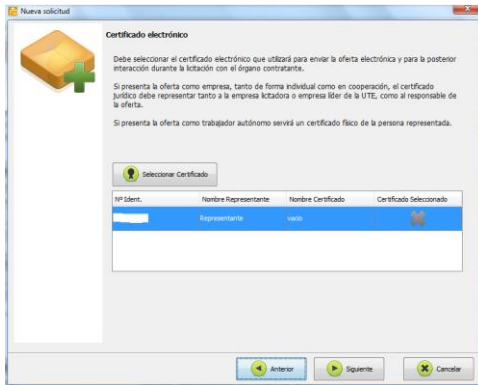 Nueva solicitud
Certificado electrónico
Debe seleccionar el certificado electrónico que utilizará para enviar la oferta electrónica y para la posterior
interacción durante la licitación con el órgano contratante.
Si presenta la oferta como empresa, tanto de forma individual como en cooperación, el certificado
jurídico debe representar tanto a la empresa licitadora o empresa líder de la UTE, como al responsable de
la oferta.
Si presenta la oferta como trabajador autónomo servirá un certificado físico de la persona representada.
Seleccionar Certificado
Nº Ident. Nombre Representante Nombre Certificado Certificado Seleccionado
Representante vacio
Anterior Siguiente Cancelar